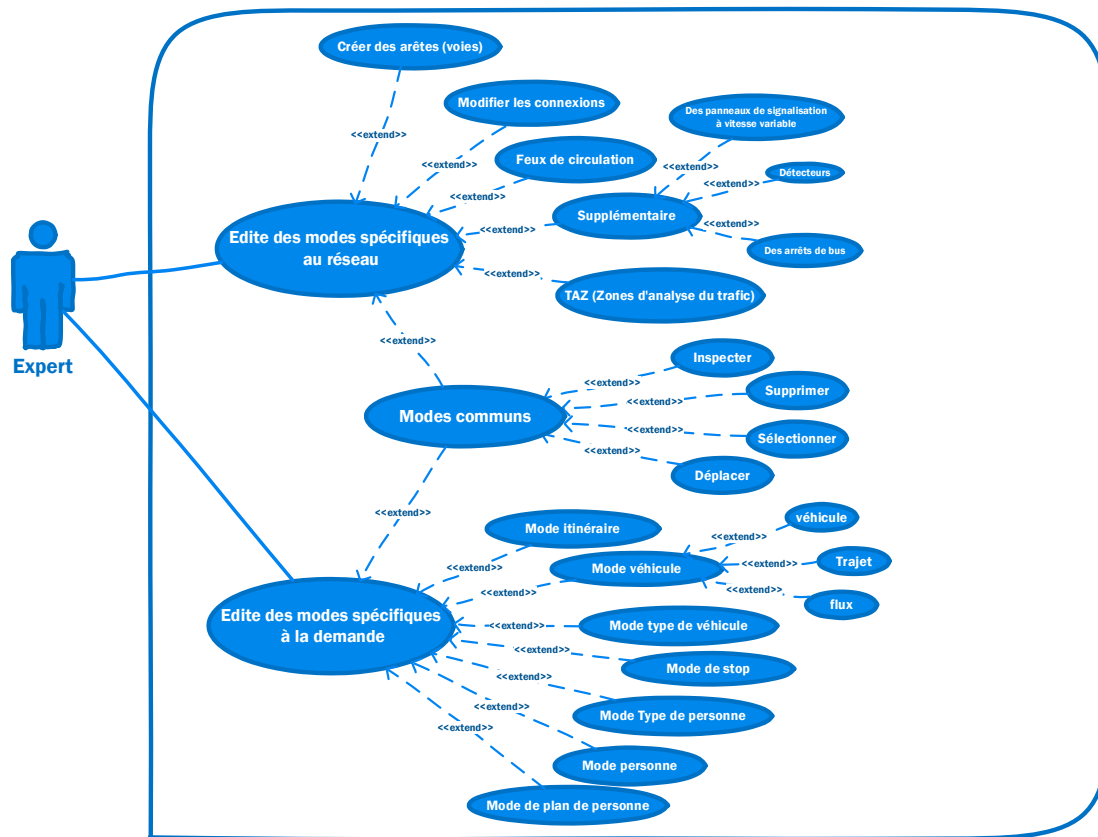 Créer des arêtes (voies)
Modifier les connexions
Des panneaux de signalisation
à vitesse variable
<<extend>>
<<extend>>
<<extend>>
Feux de circulation
Détecteurs
<<extend>>
<<extend>>
Supplémentaire
Edite des modes spécifiques
au réseau
<<extend>>
<<extend>>
Des arrêts de bus
<<extend>>
TAZ (Zones d'analyse du trafic)
Expert
<<extend>>
Inspecter
<<extend>>
Supprimer
<<extend>>
Modes communs
<<extend>>
Sélectionner
<<extend>>
Déplacer
<<extend>>
Mode itinéraire
véhicule
<<extend>>
<<extend>>
Mode véhicule
<<extend>>
Trajet
<<extend>>
<<extend>>
flux
Edite des modes spécifiques
à la demande
<<extend>>
Mode type de véhicule
<<extend>>
Mode de stop
<<extend>>
Mode Type de personne
<<extend>>
<<extend>>
Mode personne
Mode de plan de personne